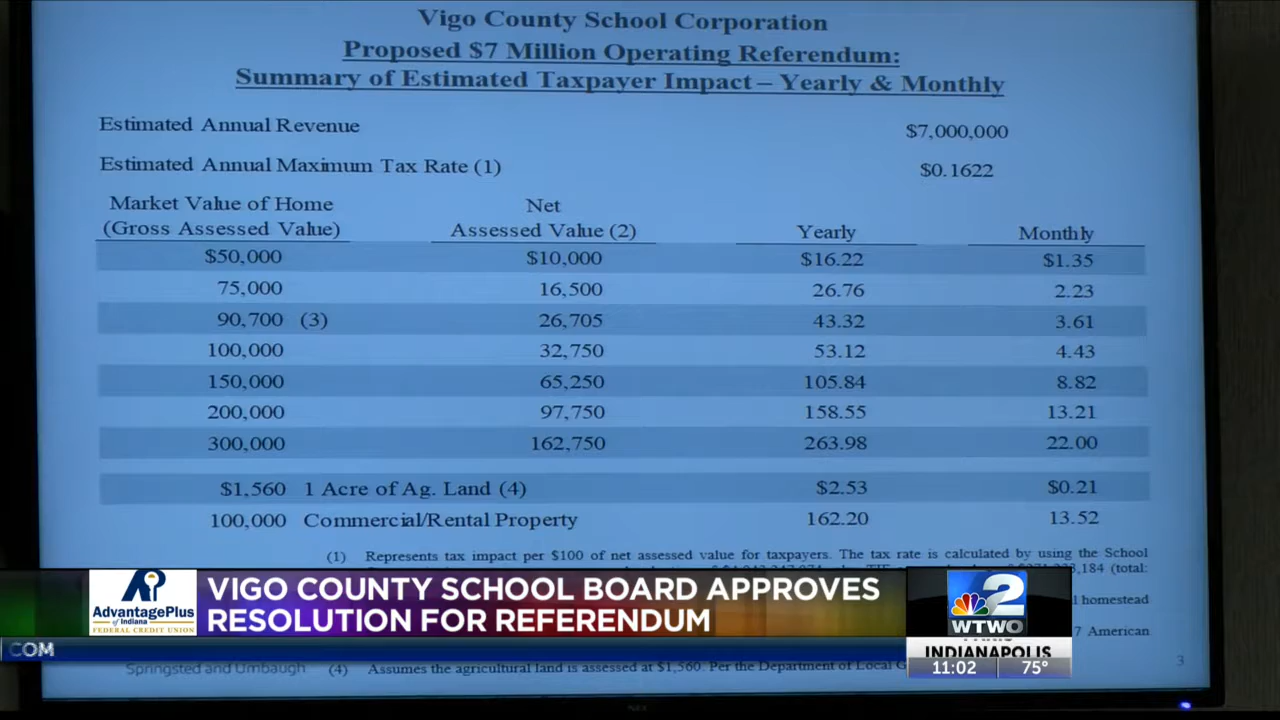 Vigo County School Corporation
Proposed $7 Million Operating Referendum:
Summary of Estimated Taxpayer Impact – Yearly & Monthly
Estimated Annual Revenue $7,000,000
Estimated Annual Maximum Tax Rate (1) $0.1622
Market Value of Home Net
(Gross Assessed Value) Assessed Value (2) Yearly Monthly
$50,000 $10,000 $16.22 $1.35
75,000 16,500 26.76 2.23
90,700 (3) 26,705 43.32 3.61
100,000 32,750 53.12 4.43
150,000 65,250 105.84 8.82
200,000 97,750 158.55 13.21
300,000 162,750 263.98 22.00
$1,560 1 Acre of Ag. Land (4) $2.53 $0.21
100,000 Commercial/Rental Property 162.20 13.52
(1) Represents tax impact per $100 of net assessed value for taxpayers. The tax rate is calculated by using the School
,184 (total:
homestead
7 American
AdvantagePlus
of Indiana
FEDERAL CREDIT UNION
VIGO COUNTY SCHOOL BOARD APPROVES
RESOLUTION FOR REFERENDUM
2
WTWO
COM
INDIANAPOLIS
11:02 75°
Springsted and Umbaugh (4) Assumes the agricultural land is assessed at $1,560. Per the Department of Local G
3
NEC